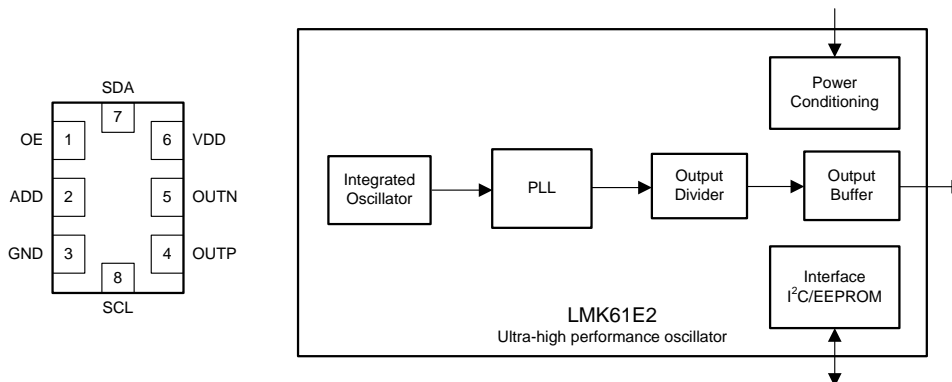 SDA
7
OE 1
6 VDD
ADD 2
5 OUTN
GND 3
4 OUTP
8
SCL
Power
Conditioning
Integrated
Oscillator
PLL
Output
Divider
Output
Buffer
Interface
I²C/EEPROM
LMK61E2
Ultra-high performance oscillator